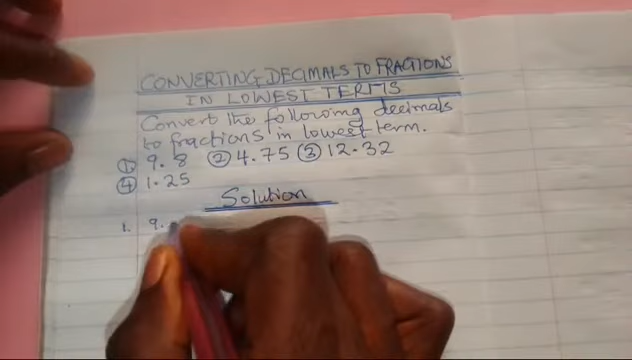 CONVERTING DECIMALS TO FRACTIONS
IN LOWEST TERMS
Convert the following decimals
to fractions in lowest term.
① 9.8 ② 4.75 ③ 12.32
④ 1.25
Solution
1. 9.